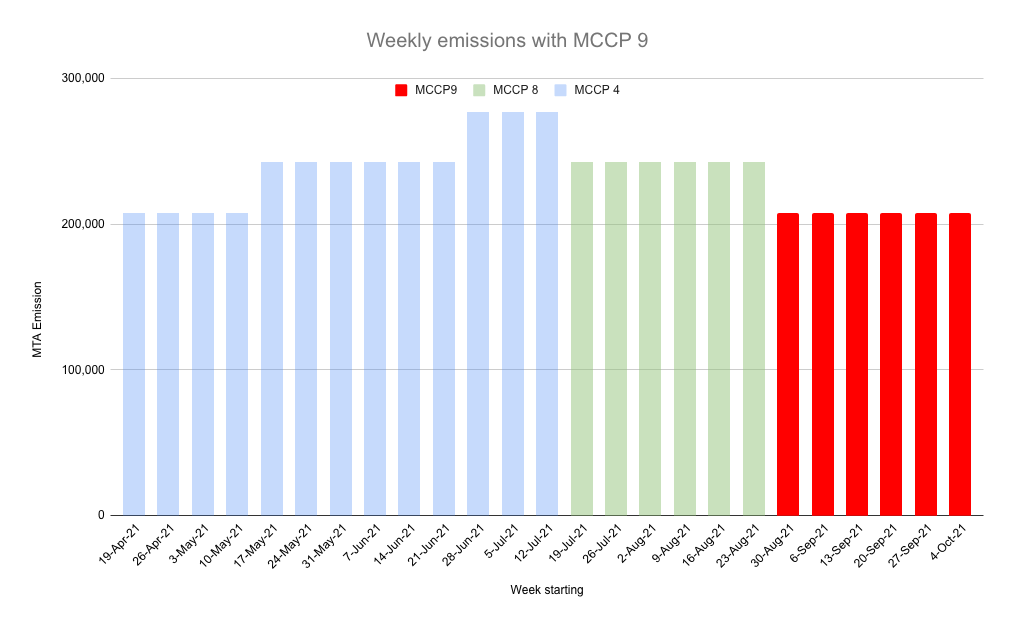 Weekly emissions with MCCP 9
MCCP9 MCCP 8 MCCP 4
300,000
200,000
100,000
0
MTA Emission
19-Apr-21
26-Apr-21
3-May-21
10-May-21
17-May-21
24-May-21
31-May-21
7-Jun-21
14-Jun-21
21-Jun-21
28-Jun-21
5-Jul-21
12-Jul-21
19-Jul-21
26-Jul-21
2-Aug-21
9-Aug-21
16-Aug-21
23-Aug-21
30-Aug-21
6-Sep-21
13-Sep-21
20-Sep-21
27-Sep-21
4-Oct-21
Week starting